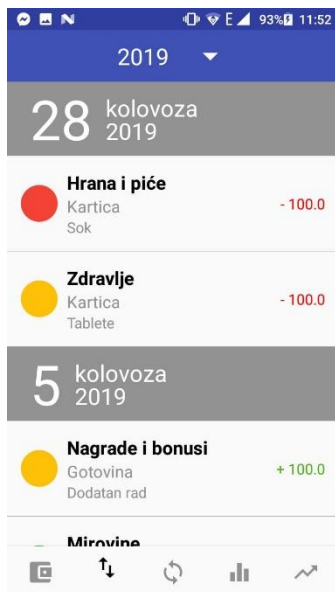 E 93% 11:52
2019
28 kolovoza
2019
Hrana i piće
Kartica
- 100.0
Sok
Zdravlje
Kartica
- 100.0
Tablete
5 kolovoza
2019
Nagrade i bonusi
Gotovina
+ 100.0
Dodatan rad
Mirovine